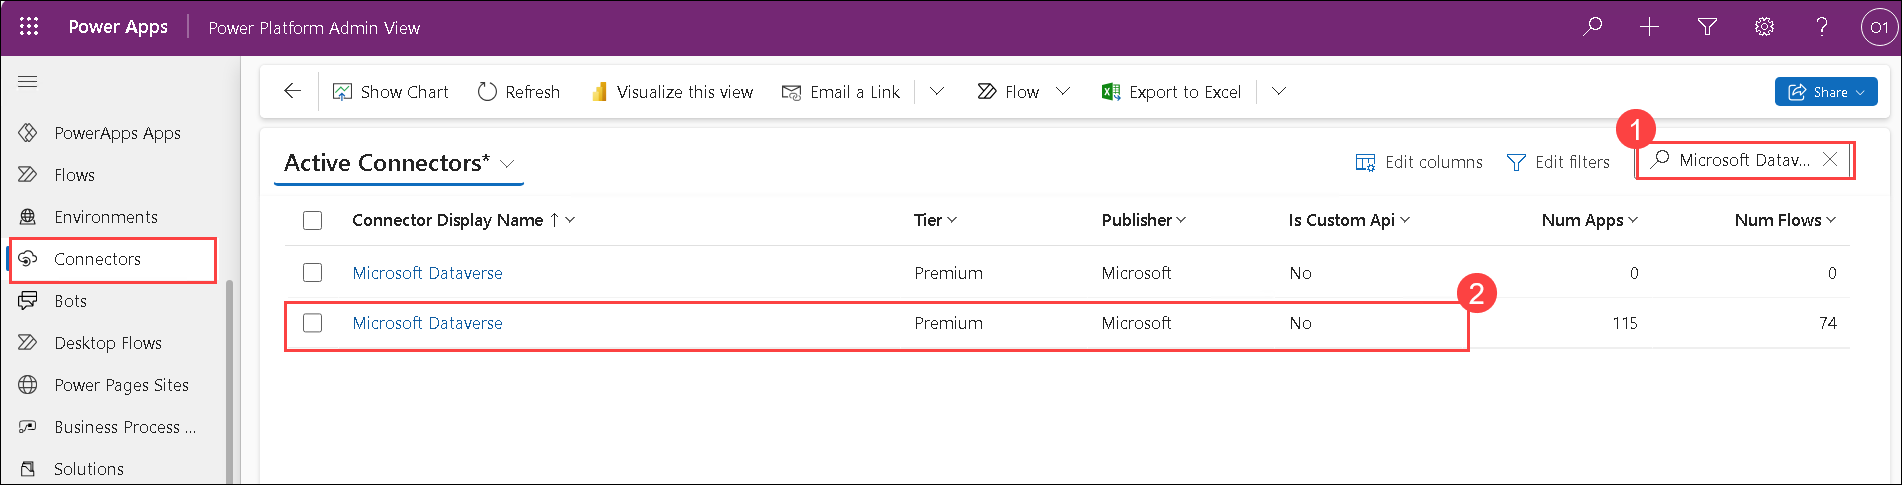 Power Apps Power Platform Admin View ? O1
Show Chart Refresh Visualize this view Email a Link Flow Export to Excel Share
PowerApps Apps
Flows
Environments
Connectors
Bots
Desktop Flows
Power Pages Sites
Business Process ...
Solutions
1
Active Connectors* Edit columns Edit filters Microsoft Datav...
Connector Display Name ↑ Tier Publisher Is Custom Api Num Apps Num Flows
Microsoft Dataverse Premium Microsoft No 0 0
2
Microsoft Dataverse Premium Microsoft No 115 74